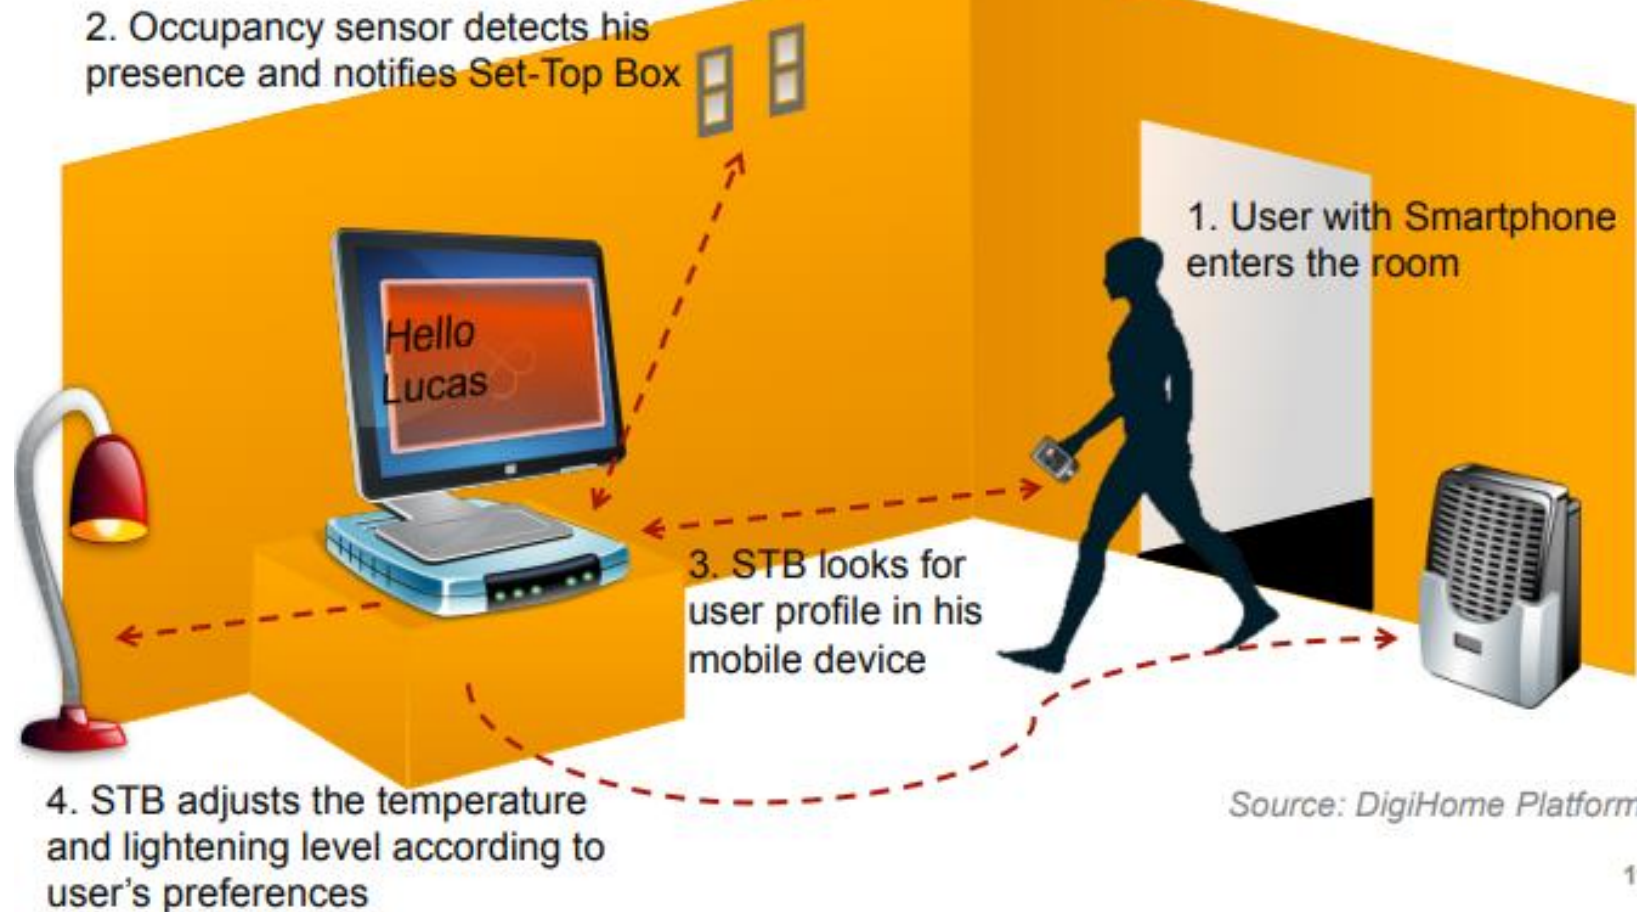 2. Occupancy sensor detects his
presence and notifies Set-Top Box
1. User with Smartphone
enters the room
Hello
Lucas
3. STB looks for
user profile in his
mobile device
4. STB adjusts the temperature
and lightening level according to
user's preferences
Source: DigiHome Platform
1